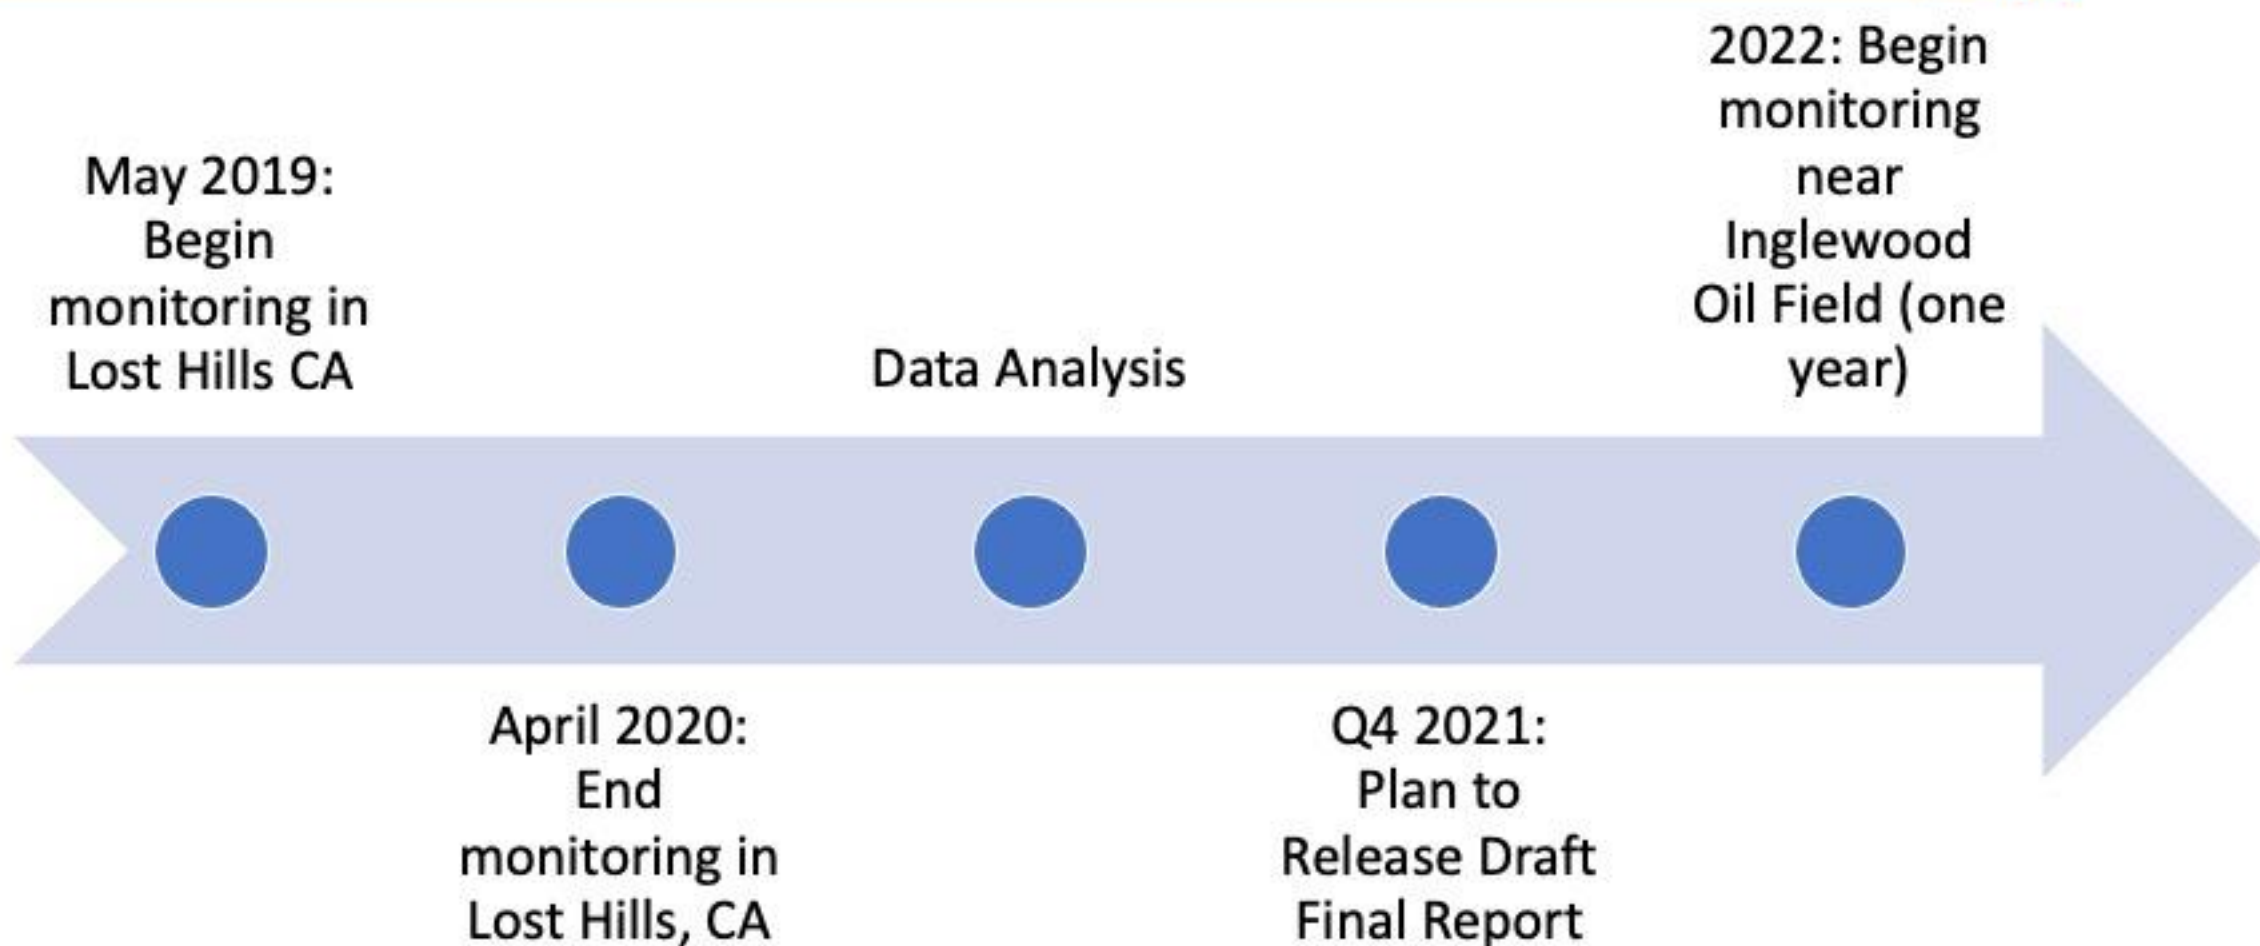 May 2019:
Begin
monitoring in
Lost Hills CA
April 2020:
End
monitoring in
Lost Hills, CA
Data Analysis
Q4 2021:
Plan to
Release Draft
Final Report
2022: Begin
monitoring
near
Inglewood
Oil Field (one
year)